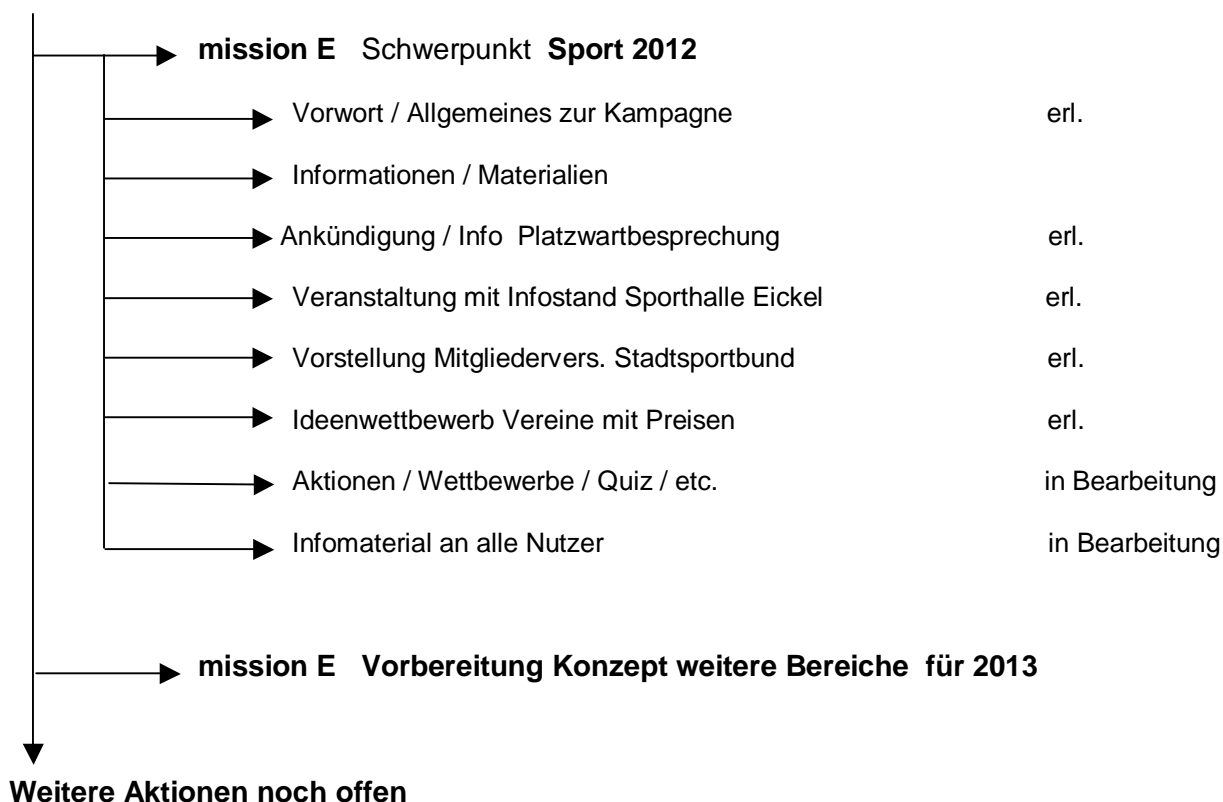 mission E Schwerpunkt Sport 2012
Vorwort / Allgemeines zur Kampagne erl.
Informationen / Materialien
Ankündigung / Info Platzwartbesprechung erl.
Veranstaltung mit Infostand Sporthalle Eickel erl.
Vorstellung Mitgliedervers. Stadtsportbund erl.
Ideenwettbewerb Vereine mit Preisen erl.
Aktionen / Wettbewerbe / Quiz / etc. in Bearbeitung
Infomaterial an alle Nutzer in Bearbeitung
mission E Vorbereitung Konzept weitere Bereiche für 2013
Weitere Aktionen noch offen